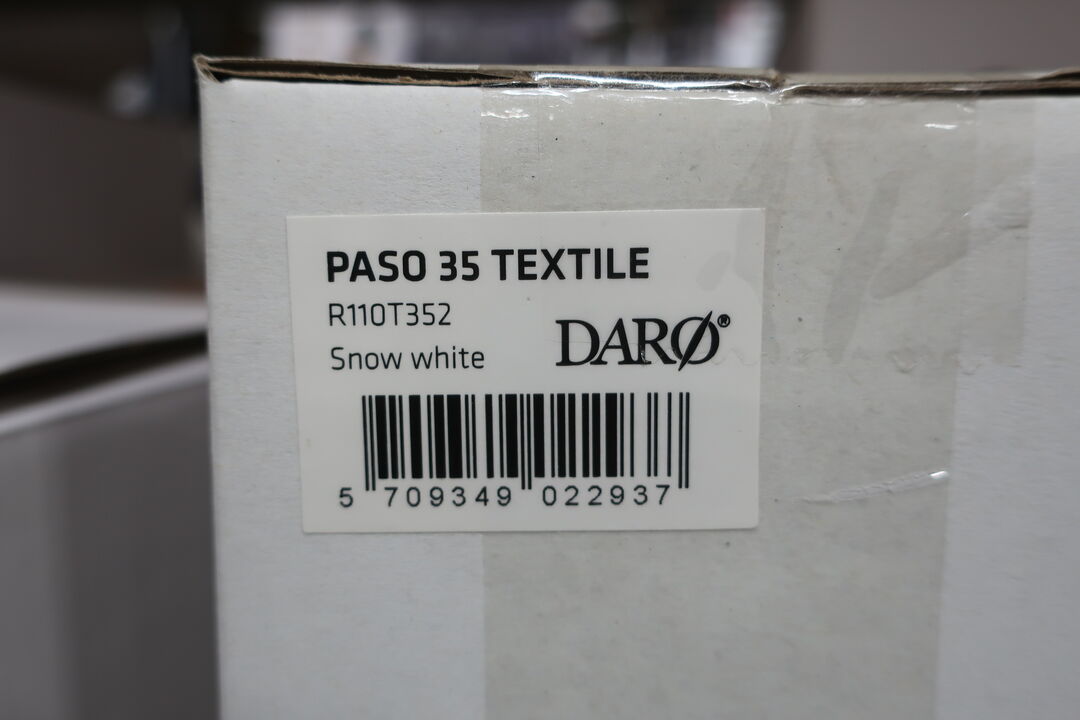 PASO 35 TEXTILE
R110T352
Snow white
DARØ®
5 709349 022937